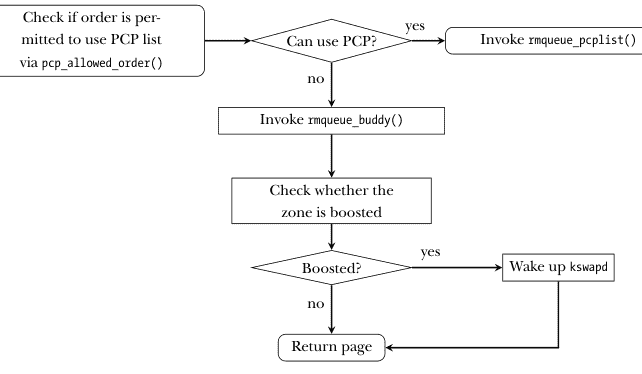 Check if order is per-
mitted to use PCP list
via pcp_allowed_order()
Can use PCP?
yes
Invoke rmqueue_pcplist()
no
Invoke rmqueue_buddy()
Check whether the
zone is boosted
Boosted?
yes
Wake up kswapd
no
Return page